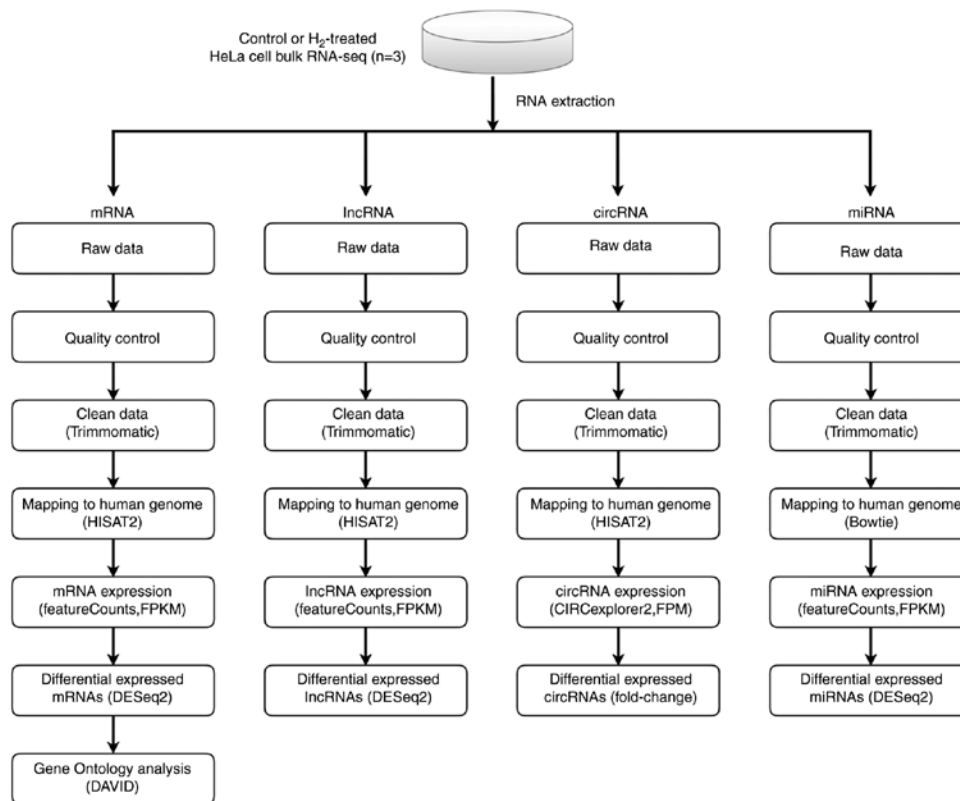 Control or H₂-treated
HeLa cell bulk RNA-seq (n=3)
RNA extraction
mRNA
Raw data
Quality control
Clean data
(Trimmomatic)
Mapping to human genome
(HISAT2)
mRNA expression
(featureCounts,FPKM)
Differential expressed
mRNAs (DESeq2)
Gene Ontology analysis
(DAVID)
lncRNA
Raw data
Quality control
Clean data
(Trimmomatic)
Mapping to human genome
(HISAT2)
lncRNA expression
(featureCounts,FPKM)
Differential expressed
lncRNAs (DESeq2)
circRNA
Raw data
Quality control
Clean data
(Trimmomatic)
Mapping to human genome
(HISAT2)
circRNA expression
(CIRCexplorer2,FPM)
Differential expressed
circRNAs (fold-change)
miRNA
Raw data
Quality control
Clean data
(Trimmomatic)
Mapping to human genome
(Bowtie)
miRNA expression
(featureCounts,FPKM)
Differential expressed
miRNAs (DESeq2)